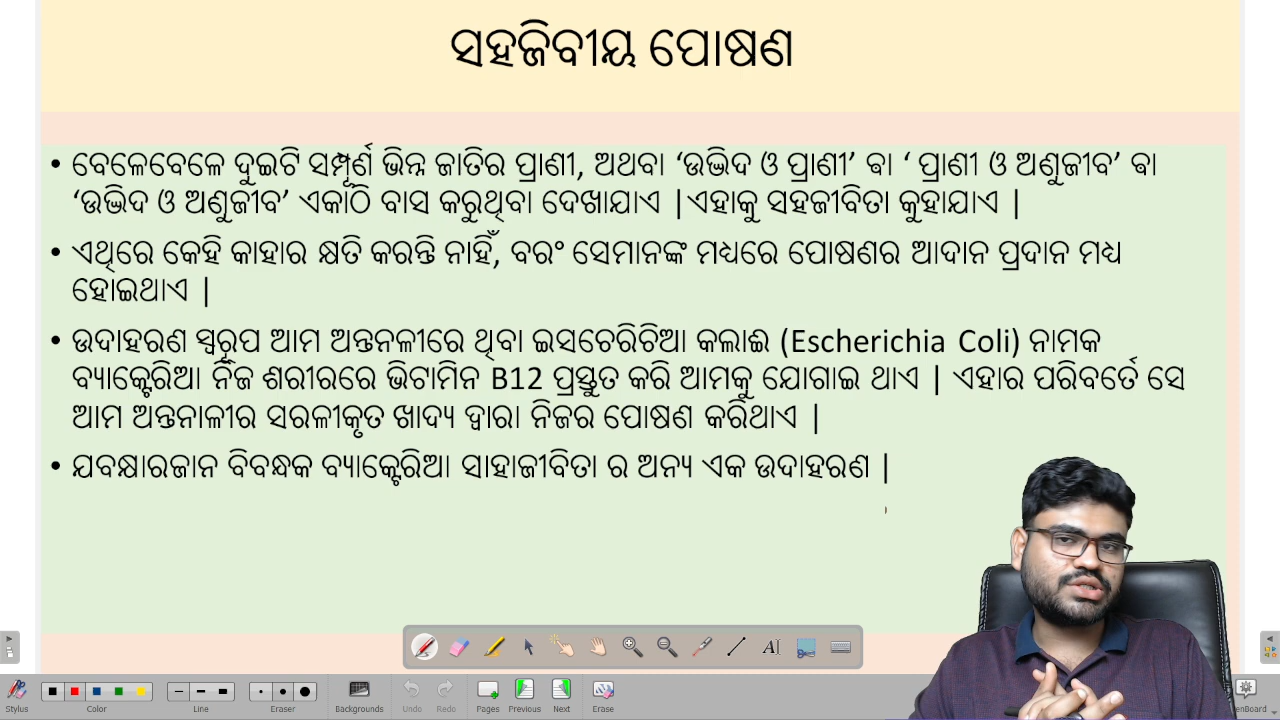 ସହଜିବୀୟ ପୋଷଣ
• ବେଳେବେଳେ ଦୁଇଟି ସମ୍ପୂର୍ଣ ଭିନ୍ନ ଜାତିର ପ୍ରାଣୀ, ଅଥବା ‘ଉଦ୍ଭିଦ ଓ ପ୍ରାଣୀ’ ଵା ‘ ପ୍ରାଣୀ ଓ ଅଣୁଜୀବ’ ଵା
‘ଉଦ୍ଭିଦ ଓ ଅଣୁଜୀବ’ ଏକାଠି ବାସ କରୁଥିବା ଦେଖାଯାଏ |ଏହାକୁ ସହଜୀବିତା କୁହାଯାଏ |
• ଏଥିରେ କେହି କାହାର କ୍ଷତି କରନ୍ତି ନାହିଁ, ବରଂ ସେମାନଙ୍କ ମଧ୍ୟରେ ପୋଷଣର ଆଦାନ ପ୍ରଦାନ ମଧ୍ୟ
ହୋଇଥାଏ |
• ଉଦାହରଣ ସ୍ୱରୂପ ଆମ ଅନ୍ତନଳୀରେ ଥିବା ଇସଚେରିଚିଆ କଲାଈ (Escherichia Coli) ନାମକ
ବ୍ୟାକ୍ଟେରିଆ ନିଜ ଶରୀରରେ ଭିଟାମିନ B12 ପ୍ରସ୍ତୁତ କରି ଆମକୁ ଯୋଗାଇ ଥାଏ | ଏହାର ପରିବର୍ତେ ସେ
ଆମ ଅନ୍ତନାଳୀର ସରଳୀକୃତ ଖାଦ୍ୟ ଦ୍ୱାରା ନିଜର ପୋଷଣ କରିଥାଏ |
• ଯବକ୍ଷାରଜାନ ବିବନ୍ଧକ ବ୍ୟାକ୍ଟେରିଆ ସାହାଜୀବିତା ର ଅନ୍ୟ ଏକ ଉଦାହରଣ |
Stylus Color Line Eraser Backgrounds Undo Redo Pages Previous Next Erase enBoard